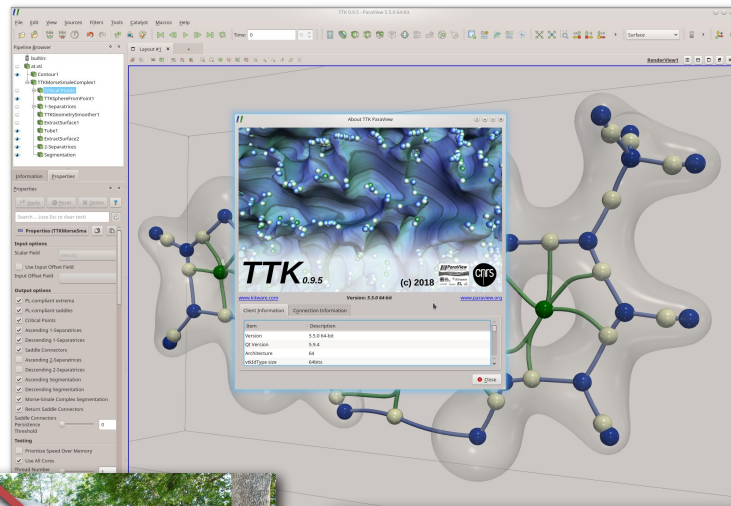 TTK 0.9.5 - ParaView 5.5.0 64-bit
File Edit View Sources Filters Tools Catalyst Macros Help
Time: 0
0
Surface
Pipeline Browser
Layout #1
RenderView1
builtin:
at.vti
Contour1
TTKMorseSmaleComplex1
Critical Points
TTKSphereFromPoint1
1-Separatrices
TTKGeometrySmoother1
ExtractSurface1
Tube1
ExtractSurface2
2-Separatrices
Segmentation
Information Properties
Properties
Apply Reset Delete ?
Search ... (use Esc to clear text)
Properties (TTKMorseSma
Input options
Scalar Field
Use Input Offset Field
Input Offset Field
Output options
PL-compliant extrema
PL-compliant saddles
Critical Points
Ascending 1-Separatrices
Descending 1-Separatrices
Saddle Connectors
Ascending 2-Separatrices
Descending 2-Separatrices
Ascending Segmentation
Descending Segmentation
Morse-Smale Complex Segmentation
Return Saddle Connectors
Saddle Connectors
Persistence
Threshold
0
Testing
Prioritize Speed Over Memory
Use All Cores
Thread Number
About TTK ParaView
TTK 0.9.5
(c) 2018
ParaView
cnrs
www.kitware.com
Version: 5.5.0 64-bit
www.paraview.org
Client Information Connection Information
Item Description
Version 5.5.0 64-bit
Qt Version 5.9.4
Architecture 64
vtkIdType size 64bits
Close